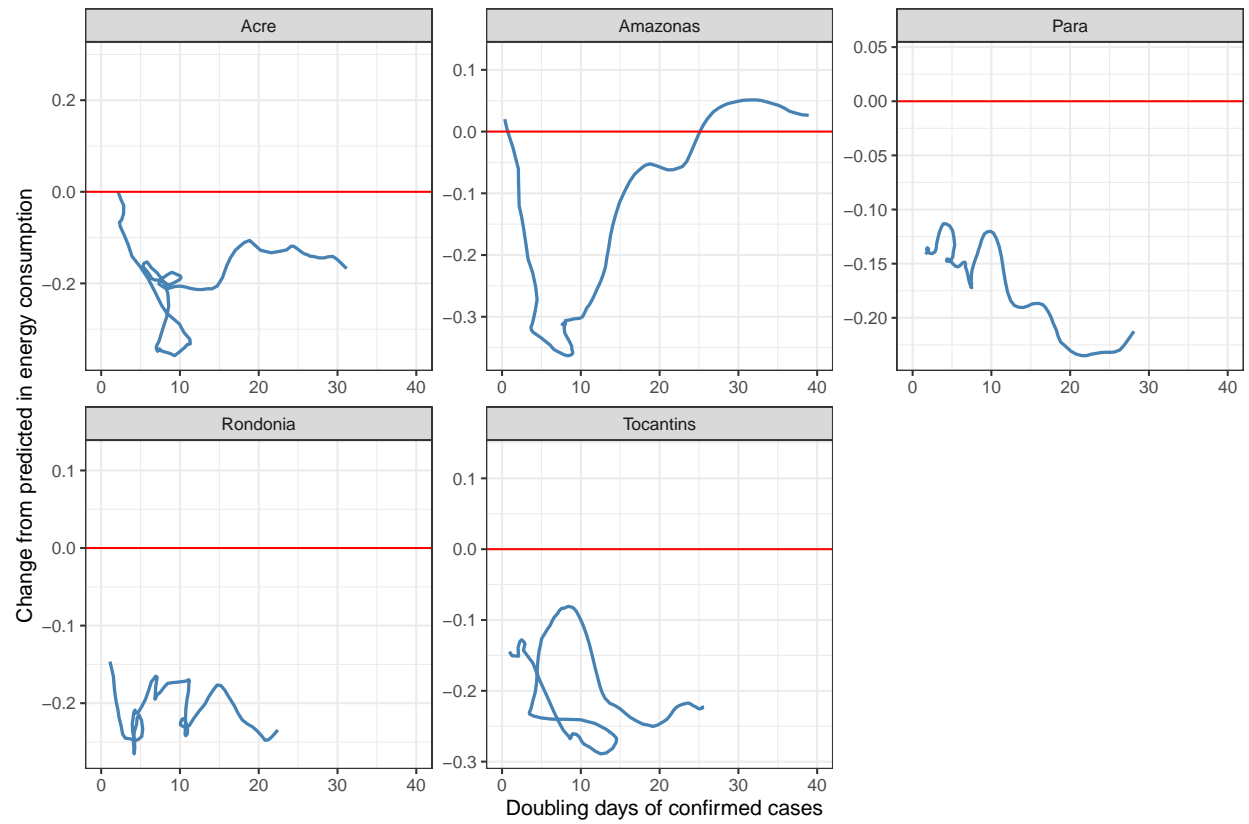 Acre
Amazonas
Para
0.2
0.0
−0.2
0.1
0.0
−0.1
−0.2
−0.3
0.05
0.00
−0.05
−0.10
−0.15
−0.20
0 10 20 30 40
0 10 20 30 40
0 10 20 30 40
Change from predicted in energy consumption
Rondonia
Tocantins
0.1
0.0
−0.1
−0.2
0.1
0.0
−0.1
−0.2
−0.3
0 10 20 30 40
0 10 20 30 40
Doubling days of confirmed cases